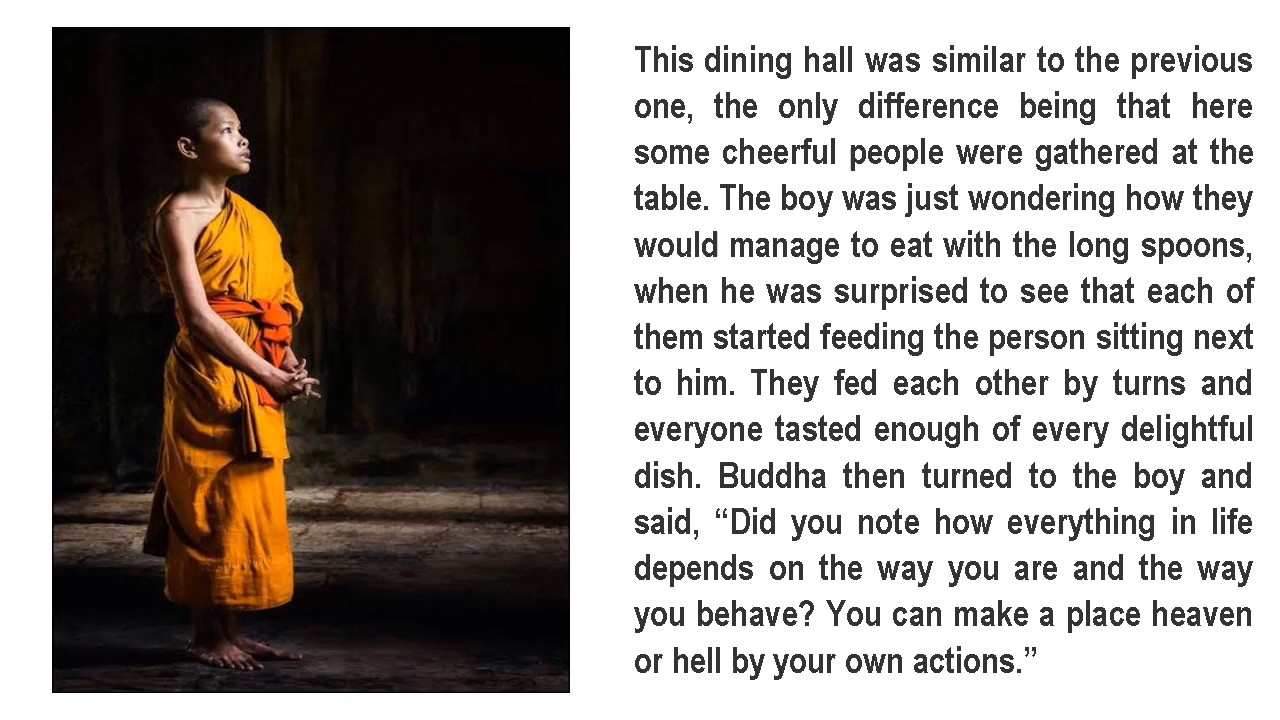 This dining hall was similar to the previous
one, the only difference being that here
some cheerful people were gathered at the
table. The boy was just wondering how they
would manage to eat with the long spoons,
when he was surprised to see that each of
them started feeding the person sitting next
to him. They fed each other by turns and
everyone tasted enough of every delightful
dish. Buddha then turned to the boy and
said, “Did you note how everything in life
depends on the way you are and the way
you behave? You can make a place heaven
or hell by your own actions.”